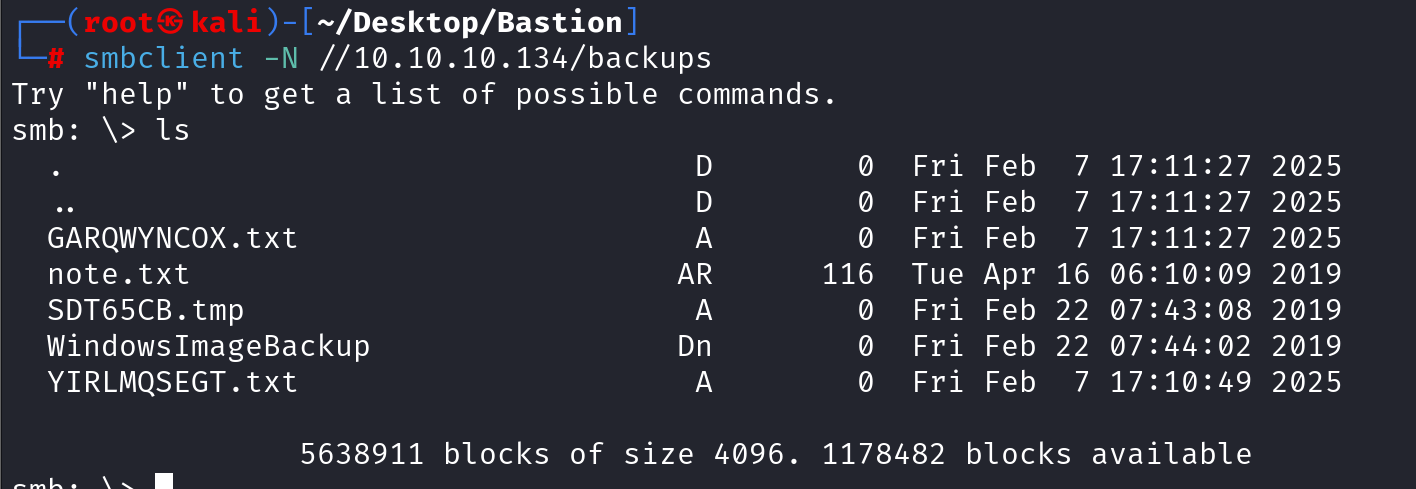 ┌──(root㉿kali)-[~/Desktop/Bastion]
└─# smbclient -N //10.10.10.134/backups
Try "help" to get a list of possible commands.
smb: \> ls
  .                                   D        0  Fri Feb  7 17:11:27 2025
  ..                                  D        0  Fri Feb  7 17:11:27 2025
  GARQWYNCOX.txt                      A        0  Fri Feb  7 17:11:27 2025
  note.txt                           AR      116  Tue Apr 16 06:10:09 2019
  SDT65CB.tmp                         A        0  Fri Feb 22 07:43:08 2019
  WindowsImageBackup                 Dn        0  Fri Feb 22 07:44:02 2019
  YIRLMQSEGT.txt                      A        0  Fri Feb  7 17:10:49 2025
                5638911 blocks of size 4096. 1178482 blocks available
smb: \>